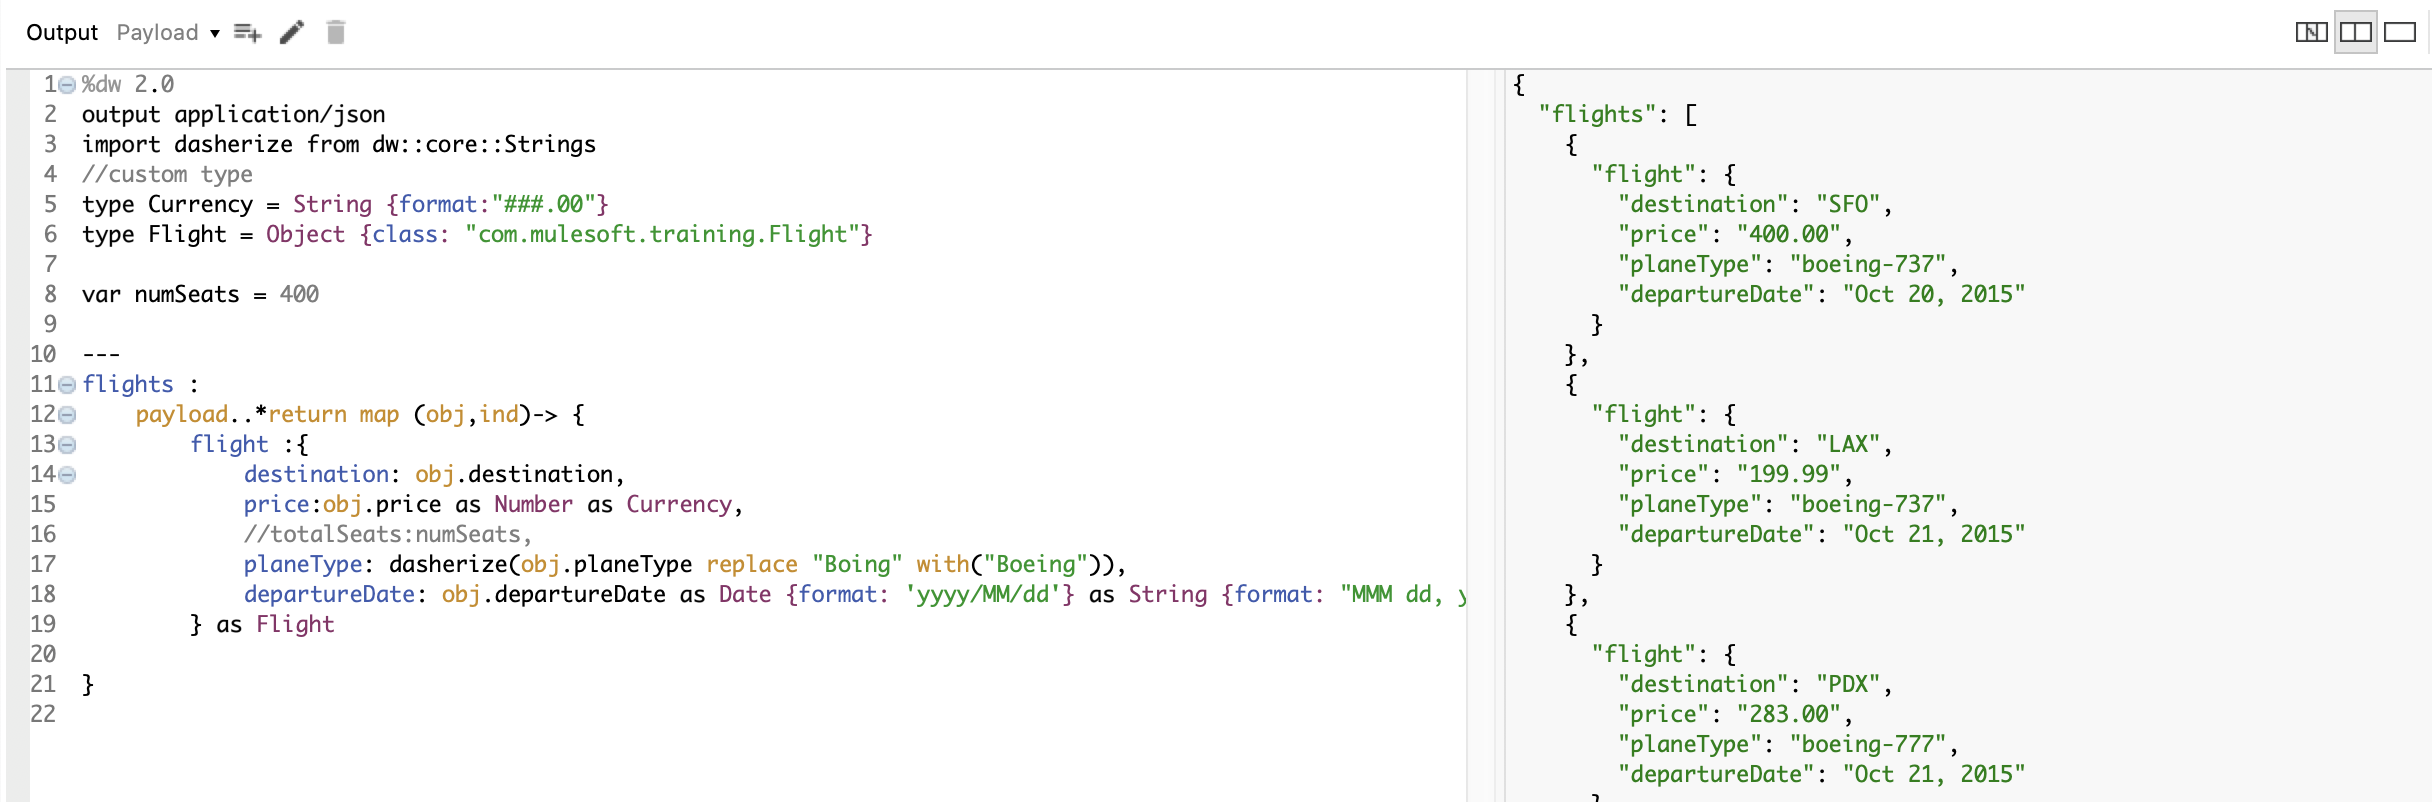 Output Payload
1 %dw 2.0
2 output application/json
3 import dasherize from dw::core::Strings
4 //custom type
5 type Currency = String {format:"###.00"}
6 type Flight = Object {class: "com.mulesoft.training.Flight"}
7
8 var numSeats = 400
9
10 ---
11 flights :
12 payload..*return map (obj,ind)-> {
13 flight :{
14 destination: obj.destination,
15 price:obj.price as Number as Currency,
16 //totalSeats:numSeats,
17 planeType: dasherize(obj.planeType replace "Boing" with("Boeing")),
18 departureDate: obj.departureDate as Date {format: 'yyyy/MM/dd'} as String {format: "MMM dd, y
19 } as Flight
20
21 }
22
{
"flights": [
{
"flight": {
"destination": "SFO",
"price": "400.00",
"planeType": "boeing-737",
"departureDate": "Oct 20, 2015"
}
},
{
"flight": {
"destination": "LAX",
"price": "199.99",
"planeType": "boeing-737",
"departureDate": "Oct 21, 2015"
}
},
{
"flight": {
"destination": "PDX",
"price": "283.00",
"planeType": "boeing-777",
"departureDate": "Oct 21, 2015"
}